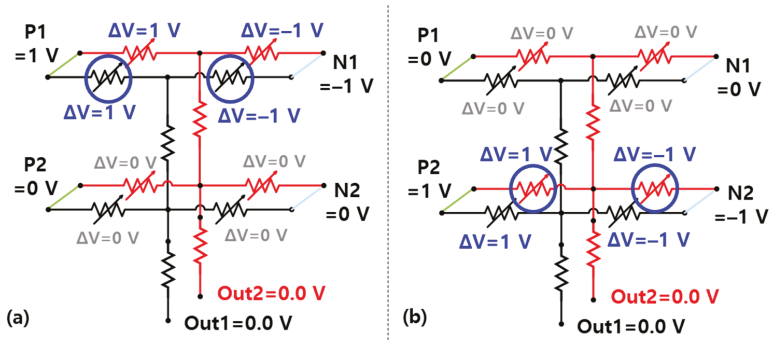 P1
=1 V
ΔV=1 V
ΔV=−1 V
N1
=−1 V
ΔV=1 V
ΔV=−1 V
P2
=0 V
ΔV=0 V
ΔV=0 V
N2
=0 V
ΔV=0 V
ΔV=0 V
Out2=0.0 V
Out1=0.0 V
(a)
P1
=0 V
ΔV=0 V
ΔV=0 V
N1
=0 V
ΔV=0 V
ΔV=0 V
P2
=1 V
ΔV=1 V
ΔV=−1 V
N2
=−1 V
ΔV=1 V
ΔV=−1 V
Out2=0.0 V
Out1=0.0 V
(b)